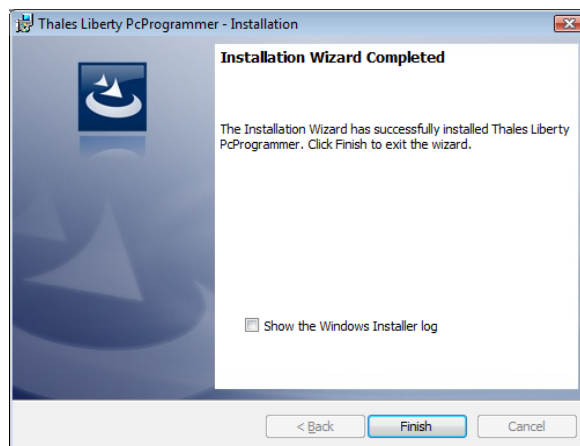 Thales Liberty PcProgrammer - Installation
Installation Wizard Completed
The Installation Wizard has successfully installed Thales Liberty
PcProgrammer. Click Finish to exit the wizard.
Show the Windows Installer log
< Back
Finish
Cancel